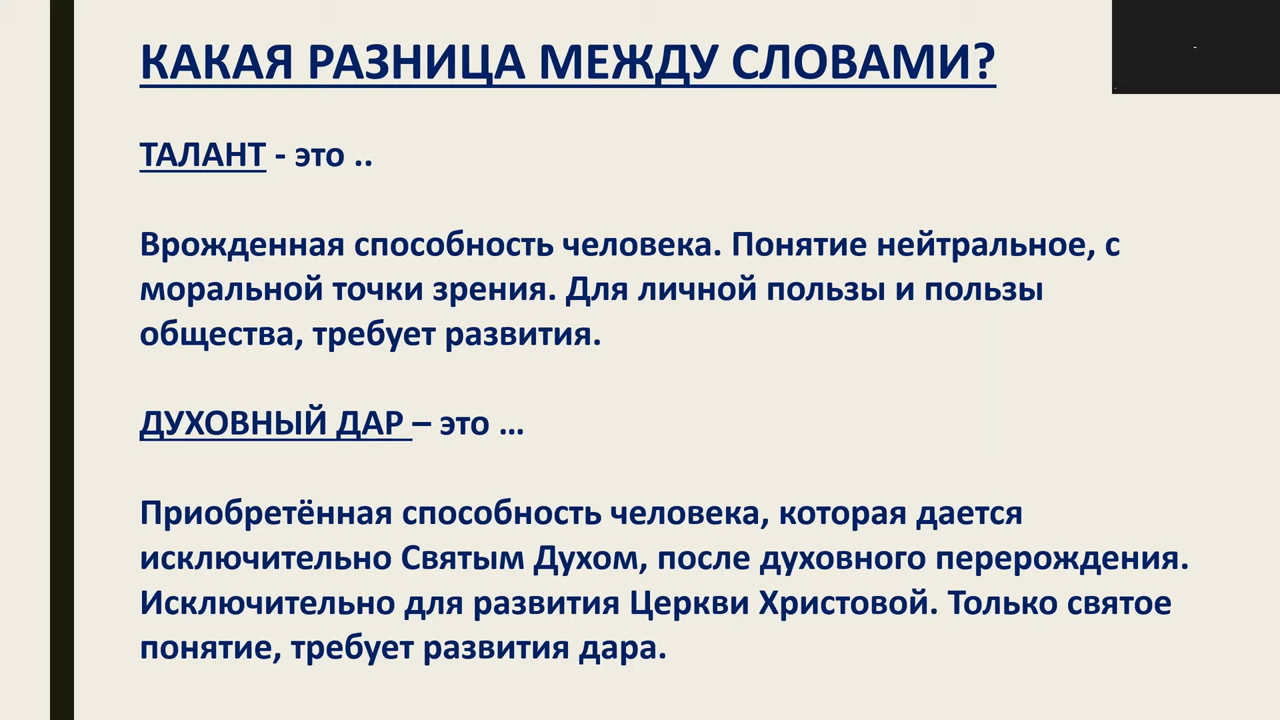 КАКАЯ РАЗНИЦА МЕЖДУ СЛОВАМИ?
ТАЛАНТ - это ..
Врожденная способность человека. Понятие нейтральное, с
моральной точки зрения. Для личной пользы и пользы
общества, требует развития.
ДУХОВНЫЙ ДАР – это ...
Приобретённая способность человека, которая дается
исключительно Святым Духом, после духовного перерождения.
Исключительно для развития Церкви Христовой. Только святое
понятие, требует развития дара.